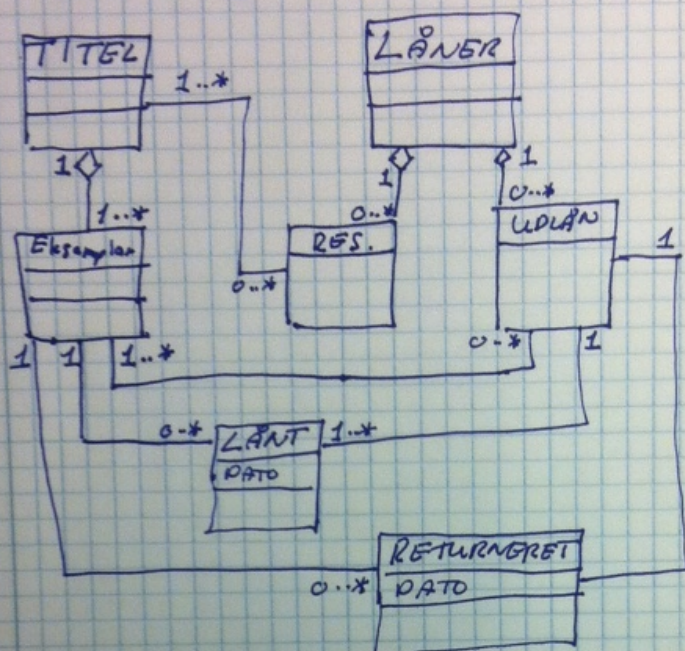 TITEL
LÅNER
1..*
1
1
1
0..*
1..*
0..*
UDLÅN
Eksemplar
RES.
1
0..*
1
1
1..*
0-*
1
0-*
LÅNT
1..*
DATO
RETURNERET
0..*
DATO